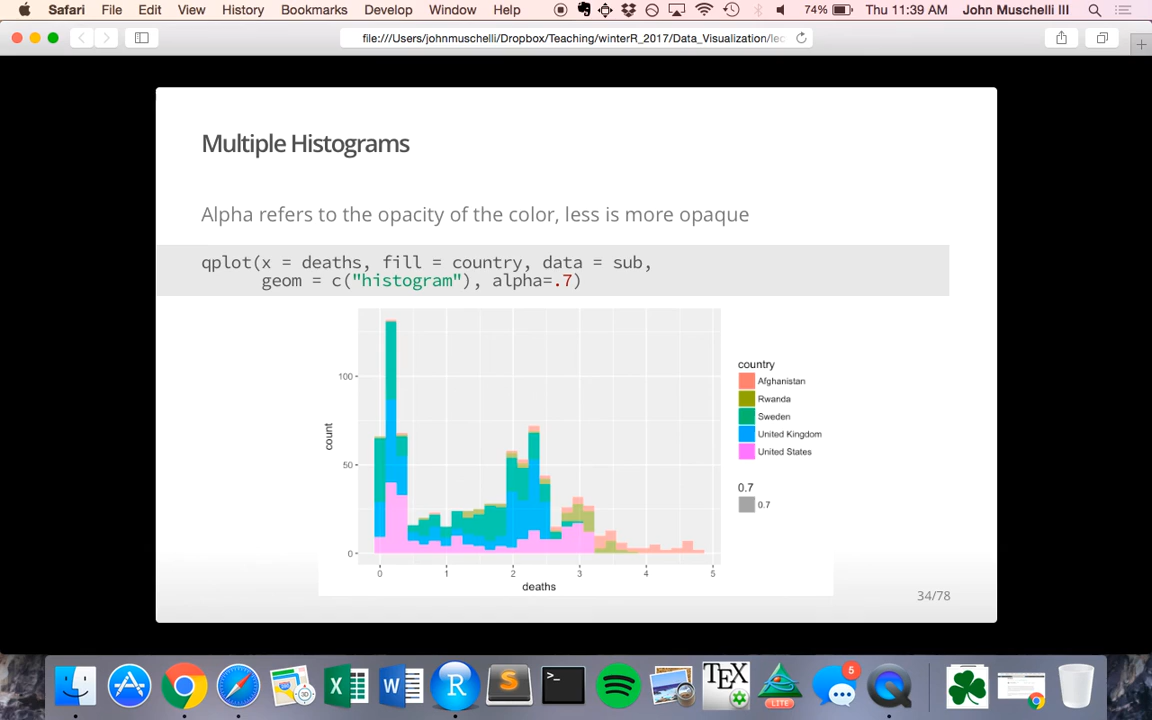 Safari File Edit View History Bookmarks Develop Window Help 74% Thu 11:39 AM John Muschelli III
file:///Users/johnmuschelli/Dropbox/Teaching/winterR_2017/Data_Visualization/lec
Multiple Histograms
Alpha refers to the opacity of the color, less is more opaque
qplot(x = deaths, fill = country, data = sub,
geom = c("histogram"), alpha=.7)
count
100
50
0
0 1 2 3 4 5
deaths
country
Afghanistan
Rwanda
Sweden
United Kingdom
United States
0.7
0.7
34/78
X W R S >_ TEX LITE 5